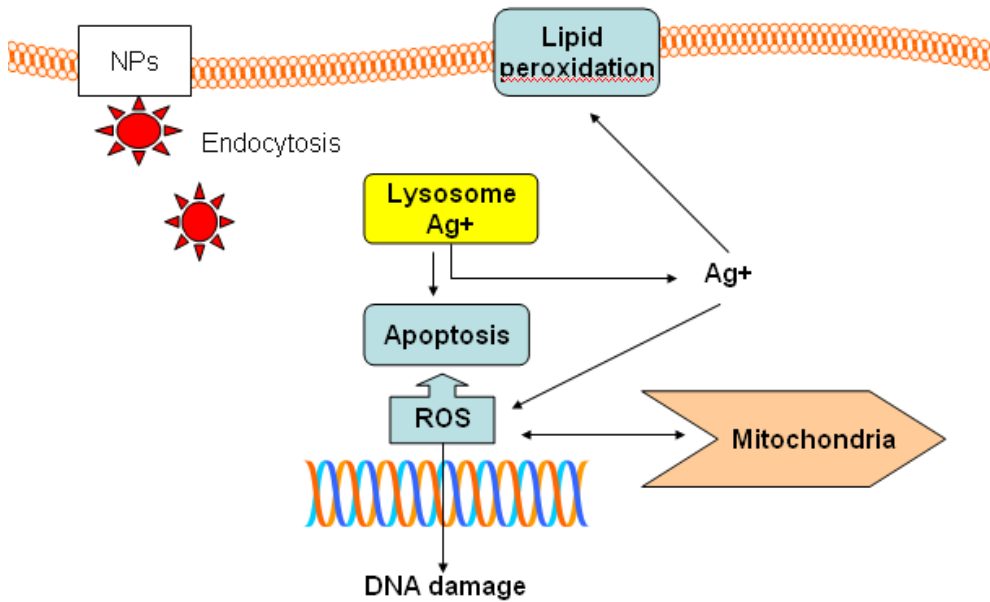 NPs
Lipid
peroxidation
Endocytosis
Lysosome
Ag+
Ag+
Apoptosis
ROS
Mitochondria
DNA damage